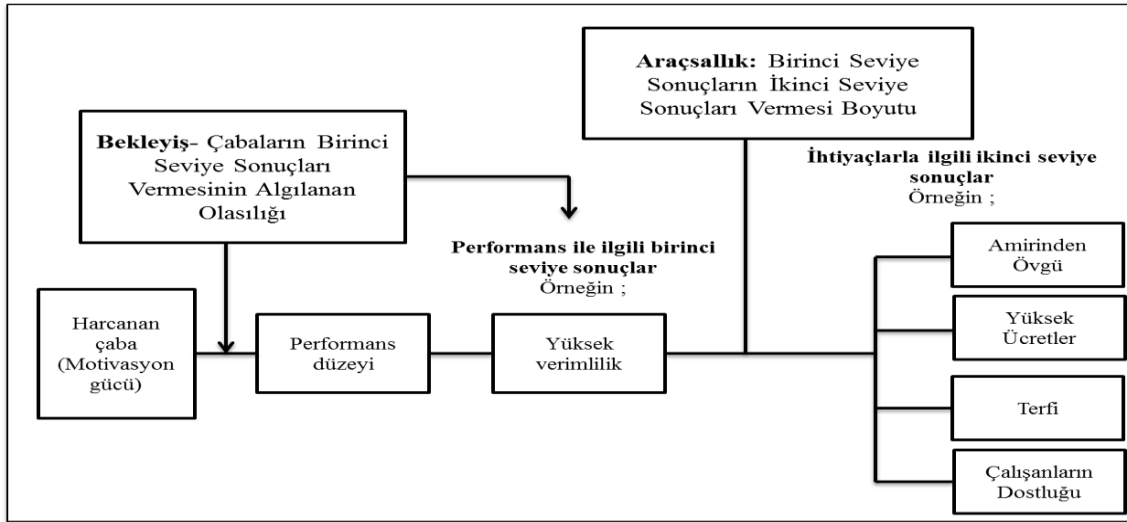 Araçsallık: Birinci Seviye
Sonuçların İkinci Seviye
Sonuçları Vermesi Boyutu
Bekleyiş- Çabaların Birinci
Seviye Sonuçları
Vermesinin Algılanan
Olasılığı
İhtiyaçlarla ilgili ikinci seviye
sonuçlar
Örneğin ;
Performans ile ilgili birinci
seviye sonuçlar
Örneğin ;
Harcanan
çaba
(Motivasyon
gücü)
Performans
düzeyi
Yüksek
verimlilik
Amirinden
Övgü
Yüksek
Ücretler
Terfi
Çalışanların
Dostluğu